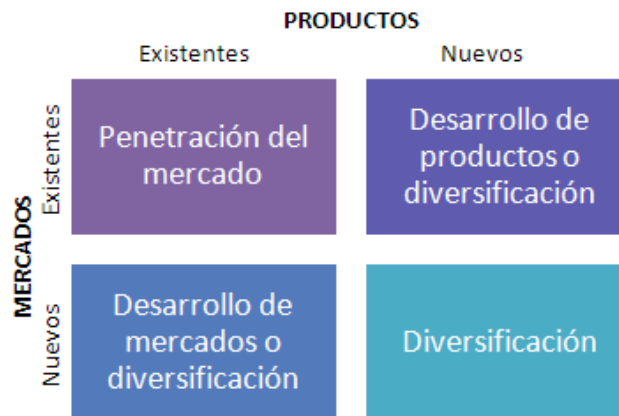 PRODUCTOS
Existentes
Nuevos
MERCADOS
Existentes
Penetración del
mercado
Desarrollo de
productos o
diversificación
Nuevos
Desarrollo de
mercados o
diversificación
Diversificación